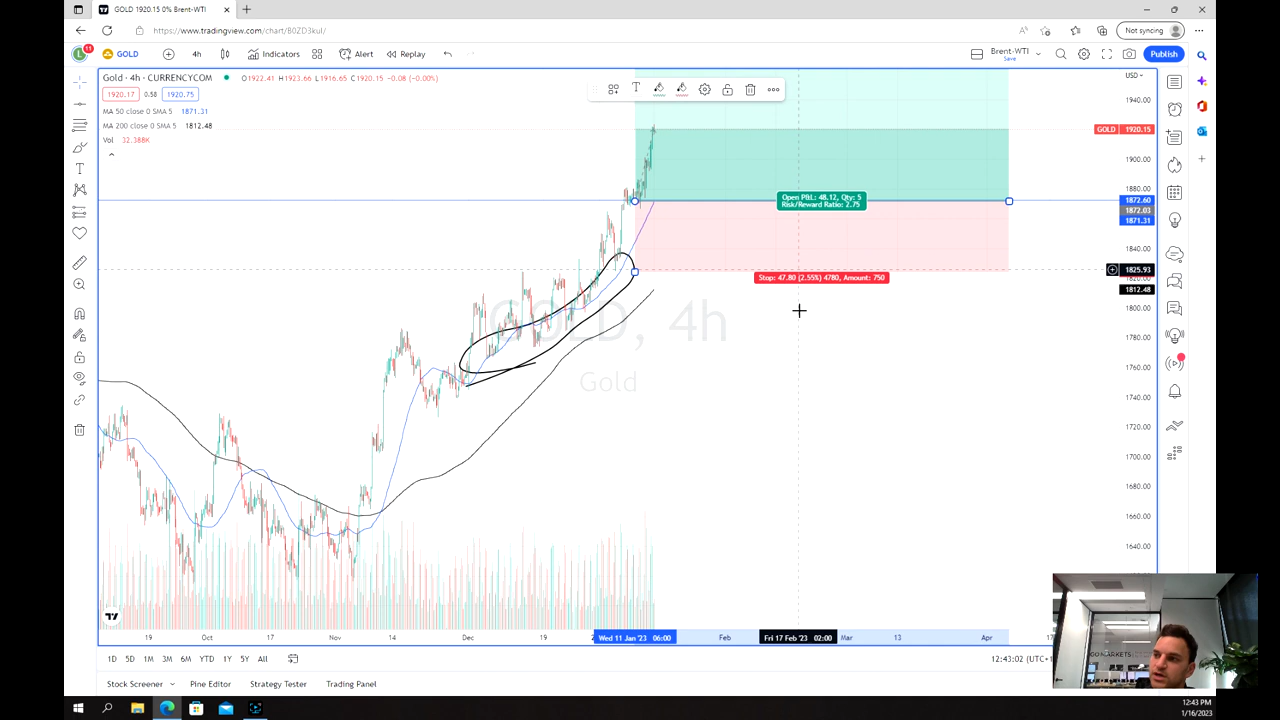 GOLD 1920.15 0% Brent-WTI
https://www.tradingview.com/chart/B0ZD3kul/
Not syncing
11
GOLD
4h
Indicators
Alert
Replay
Brent-WTI
Save
Publish
Gold · 4h · CURRENCYCOM
O1922.41 H1923.66 L1916.65 C1920.15 -0.08 (-0.00%)
1920.17 0.58 1920.75
MA 50 close 0 SMA 5 1871.31
MA 200 close 0 SMA 5 1812.48
Vol 32.388K
USD
1940.00
GOLD 1920.15
1900.00
1880.00
1872.60
1872.03
1871.31
1840.00
1825.93
1812.48
1800.00
1780.00
1760.00
1740.00
1720.00
1700.00
1680.00
1660.00
1640.00
Open P&L: 48.12, Qty: 5
Risk/Reward Ratio: 2.75
Stop: 47.80 (2.55%) 4780, Amount: 750
GOLD, 4h
Gold
19 Oct 17 Nov 14 Dec 19 Wed 11 Jan '23 06:00 Feb Fri 17 Feb '23 02:00 Mar 13 Apr
1D 5D 1M 3M 6M YTD 1Y 5Y All
12:43:02 (UTC+1
Stock Screener Pine Editor Strategy Tester Trading Panel
12:43 PM
1/16/2023